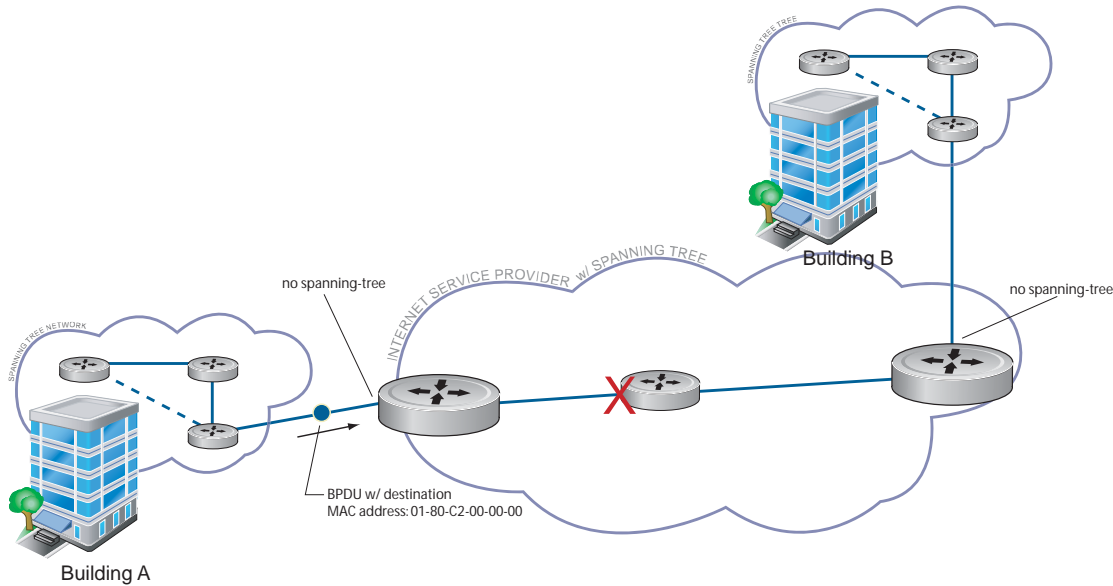 SPANNING TREE TREE
Building B
INTERNET SERVICE PROVIDER w/ SPANNING TREE
no spanning-tree
no spanning-tree
SPANNING TREE NETWORK
BPDU w/ destination
MAC address: 01-80-C2-00-00-00
Building A